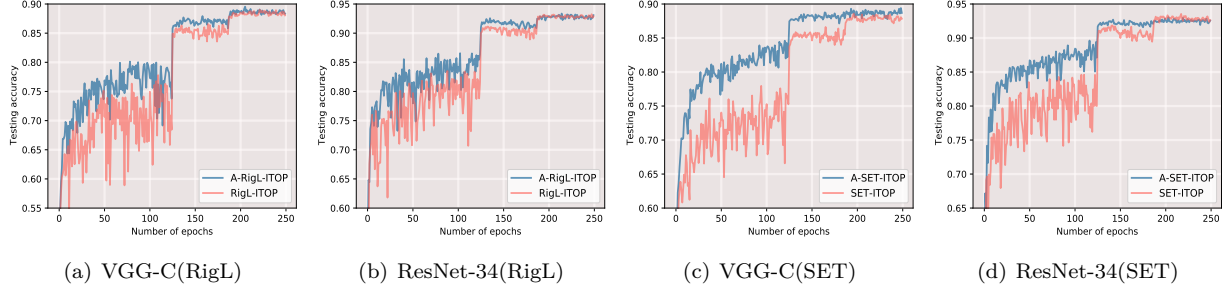 0.90
0.85
0.80
0.75
0.70
0.65
0.60
0.55
Testing accuracy
0 50 100 150 200 250
Number of epochs
A-RigL-ITOP
RigL-ITOP
(a) VGG-C(RigL)
0.95
0.90
0.85
0.80
0.75
0.70
0.65
0.60
Testing accuracy
0 50 100 150 200 250
Number of epochs
A-RigL-ITOP
RigL-ITOP
(b) ResNet-34(RigL)
0.90
0.85
0.80
0.75
0.70
0.65
0.60
Testing accuracy
0 50 100 150 200 250
Number of epochs
A-SET-ITOP
SET-ITOP
(c) VGG-C(SET)
0.95
0.90
0.85
0.80
0.75
0.70
0.65
Testing accuracy
0 50 100 150 200 250
Number of epochs
A-SET-ITOP
SET-ITOP
(d) ResNet-34(SET)